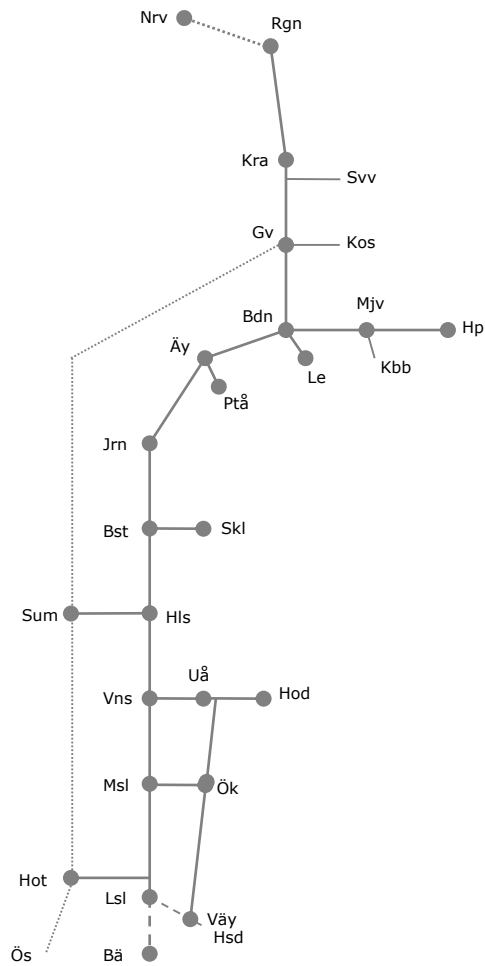 Nrv
Rgn
Kra
Svv
Gv
Kos
Bdn
Mjv
Hp
Äy
Kbb
Le
Ptå
Jrn
Bst
Skl
Sum
Hls
Uå
Vns
Hod
Msl
Ök
Hot
Lsl
Väy
Hsd
Ös
Bä